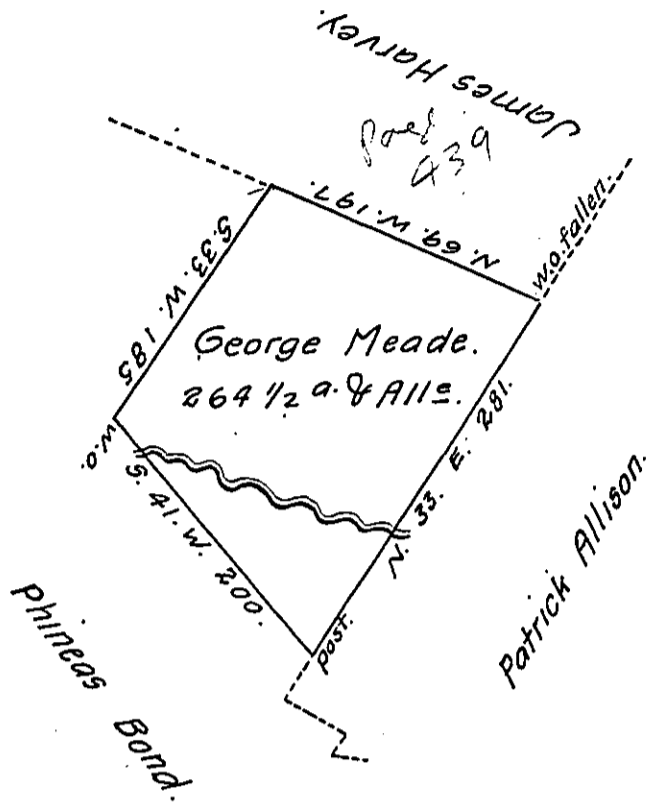 James Harvey.
439
N. 69. W. 197.
w.o. fallen.
S. 33. W. 185
George Meade.
264 1/2 a. & Alle.
N. 33. E. 281.
w.o.
S. 41. W. 200.
post.
Patrick Allison.
Phineas Bond.